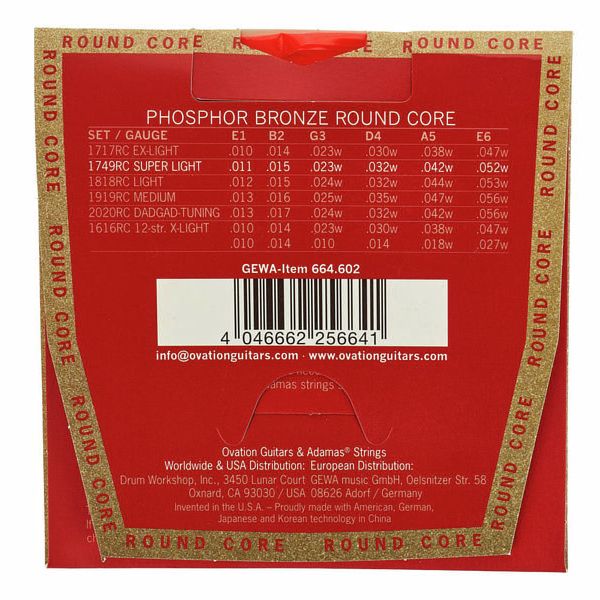 ROUND CORE ROUND CORE ROUND CORE
ROUND CORE ROUND CORE ROUND CORE
ROUND CORE ROUND CORE ROUND CORE
PHOSPHOR BRONZE ROUND CORE
SET / GAUGE E1 B2 G3 D4 A5 E6
1717RC EX-LIGHT .010 .014 .023w .030w .038w .047w
1749RC SUPER LIGHT .011 .015 .023w .032w .042w .052w
1818RC LIGHT .012 .015 .024w .032w .044w .053w
1919RC MEDIUM .013 .016 .025w .035w .047w .056w
2020RC DADGAD-TUNING .013 .017 .024w .032w .042w .056w
1616RC 12-str. X-LIGHT .010 .014 .023w .030w .038w .047w
.010 .014 .010 .014 .018w .027w
GEWA-Item 664.602
4 046662 256641
info@ovationguitars.com · www.ovationguitars.com
strings
Ovation Guitars & Adamas® Strings
Worldwide & USA Distribution: European Distribution:
Drum Workshop, Inc., 3450 Lunar Court GEWA music GmbH, Oelsnitzer Str. 58
Oxnard, CA 93030 / USA 08626 Adorf / Germany
Invented in the U.S.A. – Proudly made with American, German,
Japanese and Korean technology in China
ROUND CORE ROUND CORE